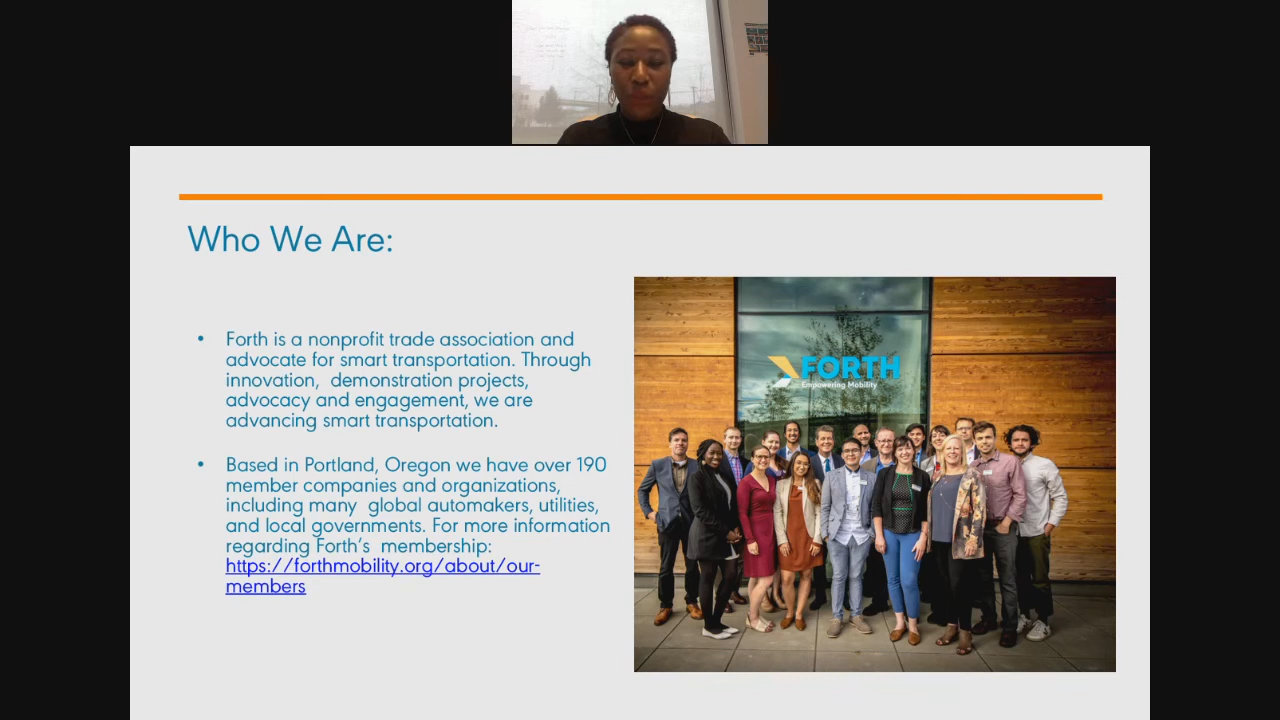 Who We Are:
• Forth is a nonprofit trade association and
advocate for smart transportation. Through
innovation,  demonstration projects,
advocacy and engagement, we are
advancing smart transportation.
• Based in Portland, Oregon we have over 190
member companies and organizations,
including many  global automakers, utilities,
and local governments. For more information
regarding Forth's  membership:
https://forthmobility.org/about/our-
members
FORTH
Empowering Mobility